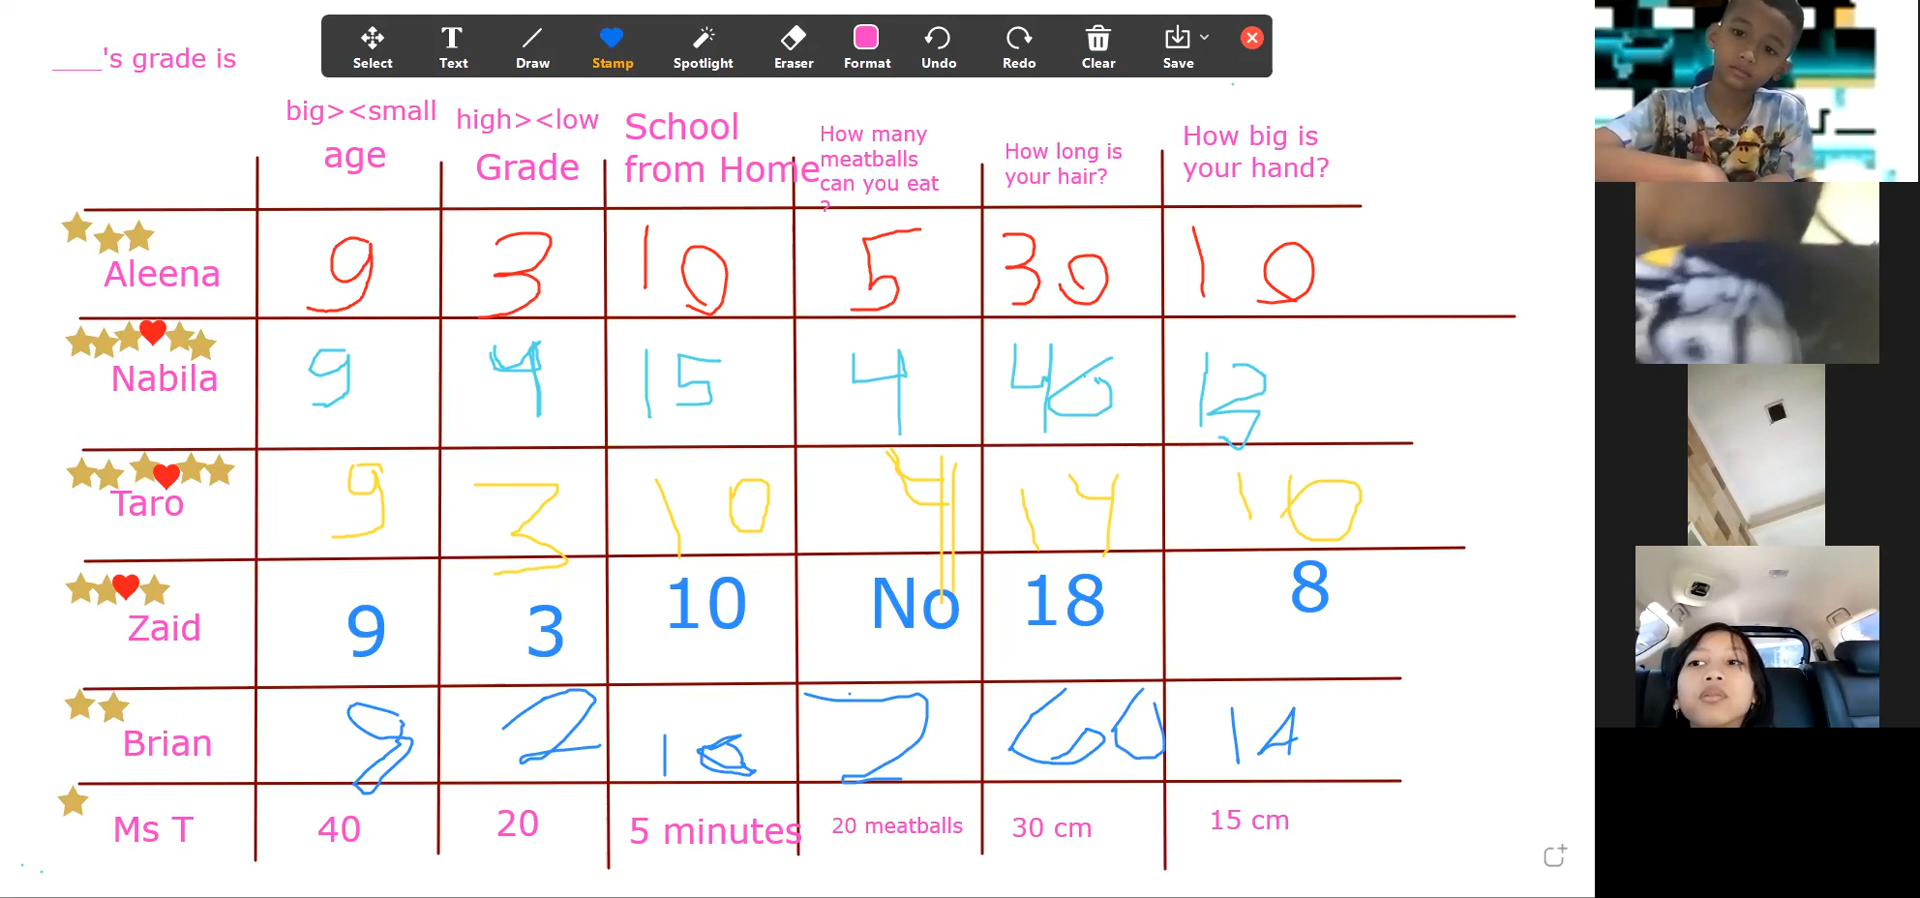 ____'s grade is
Select Text Draw Stamp Spotlight Eraser Format Undo Redo Clear Save
big><small
age
high><low
Grade
School
from Home
How many
meatballs
can you eat
?
How long is
your hair?
How big is
your hand?
Aleena 9 3 10 5 30 10
Nabila 9 4 15 4 40
Taro 9 3 10 4 14 10
Zaid 9 3 10 No 18 8
Brian 8 2 60 14
Ms T 40 20 5 minutes 20 meatballs 30 cm 15 cm